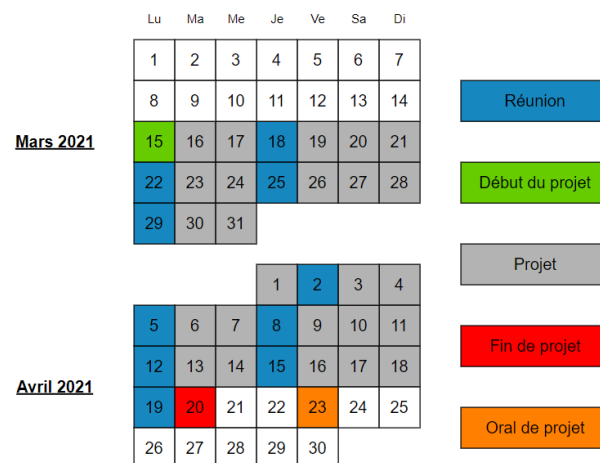 Lu Ma Me Je Ve Sa Di
1 2 3 4 5 6 7
8 9 10 11 12 13 14
Mars 2021
15 16 17 18 19 20 21
22 23 24 25 26 27 28
29 30 31
1 2 3 4
5 6 7 8 9 10 11
12 13 14 15 16 17 18
Avril 2021
19 20 21 22 23 24 25
26 27 28 29 30
Réunion
Début du projet
Projet
Fin de projet
Oral de projet